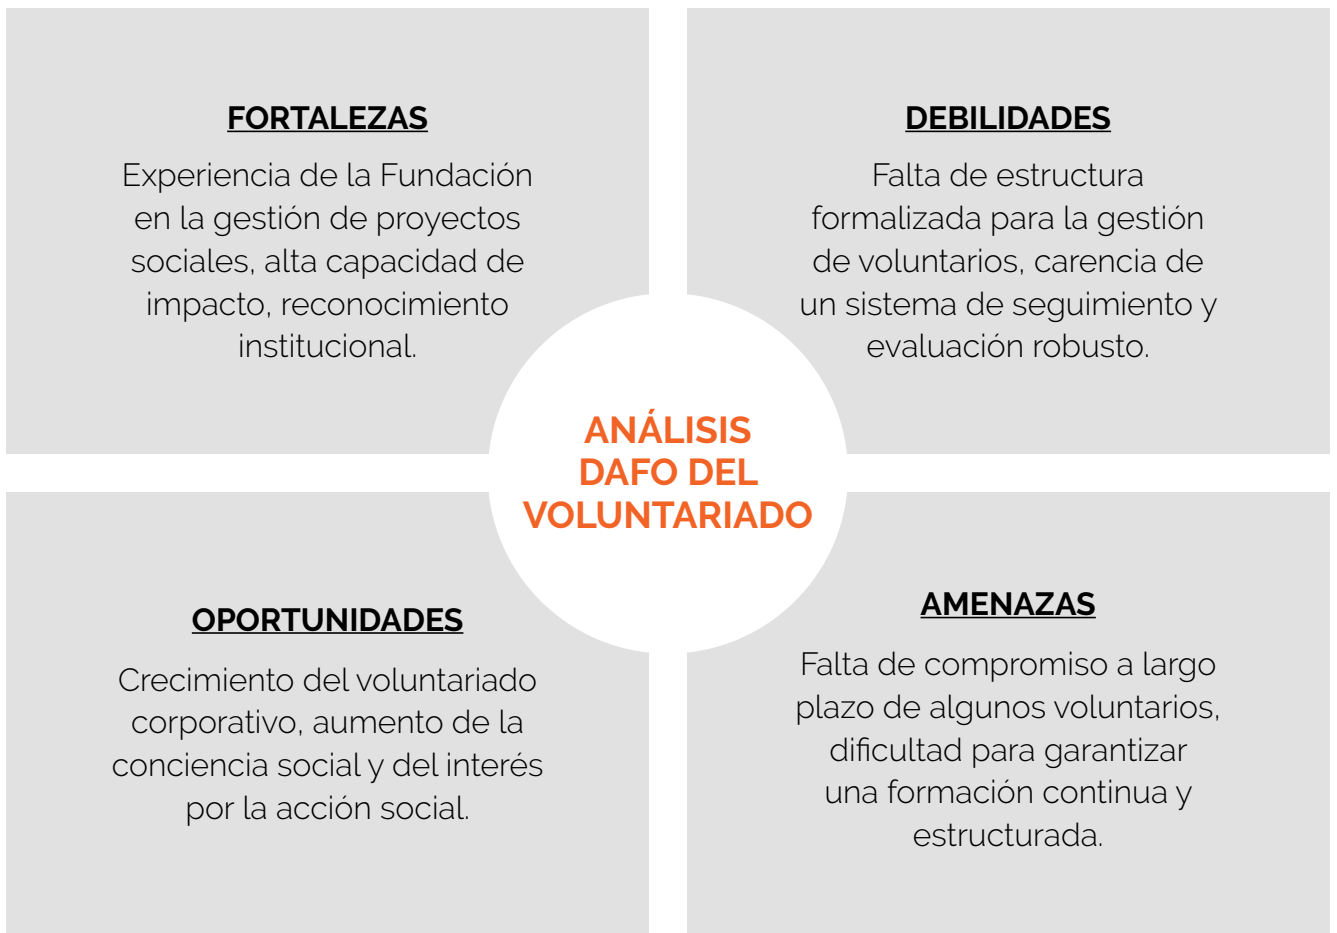 FORTALEZAS
Experiencia de la Fundación
en la gestión de proyectos
sociales, alta capacidad de
impacto, reconocimiento
institucional.
DEBILIDADES
Falta de estructura
formalizada para la gestión
de voluntarios, carencia de
un sistema de seguimiento y
evaluación robusto.
ANÁLISIS
DAFO DEL
VOLUNTARIADO
OPORTUNIDADES
Crecimiento del voluntariado
corporativo, aumento de la
conciencia social y del interés
por la acción social.
AMENAZAS
Falta de compromiso a largo
plazo de algunos voluntarios,
dificultad para garantizar
una formación continua y
estructurada.